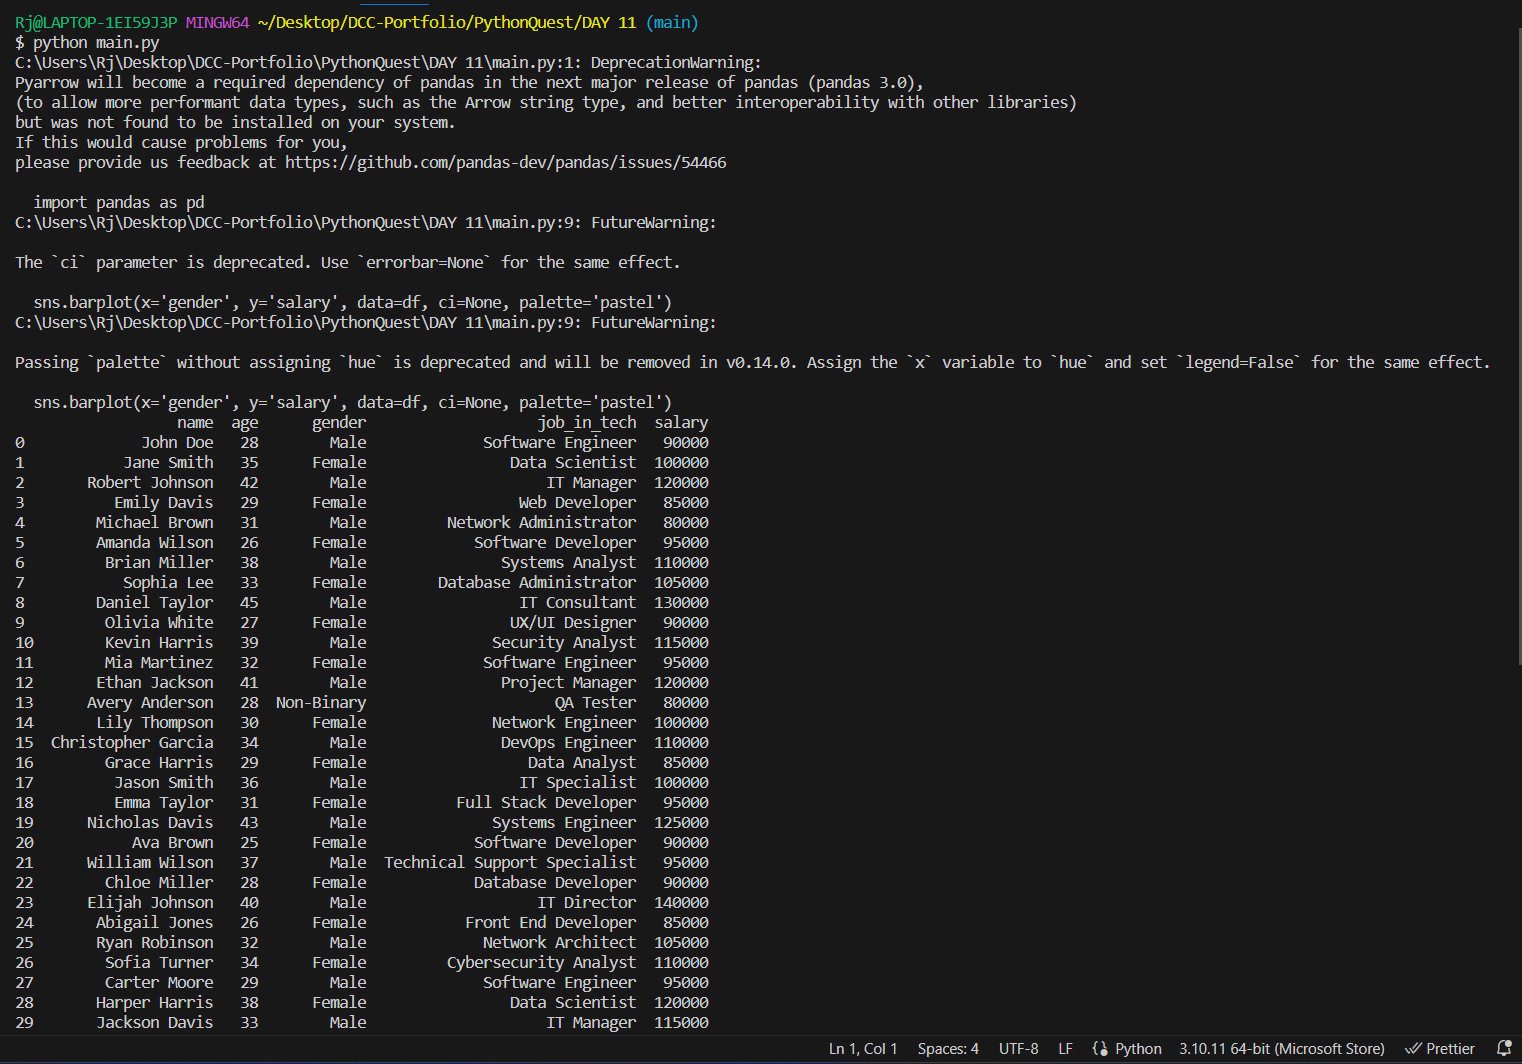 Rj@LAPTOP-1EI59J3P MINGW64 ~/Desktop/DCC-Portfolio/PythonQuest/DAY 11 (main)
$ python main.py
C:\Users\Rj\Desktop\DCC-Portfolio\PythonQuest\DAY 11\main.py:1: DeprecationWarning:
Pyarrow will become a required dependency of pandas in the next major release of pandas (pandas 3.0),
(to allow more performant data types, such as the Arrow string type, and better interoperability with other libraries)
but was not found to be installed on your system.
If this would cause problems for you,
please provide us feedback at https://github.com/pandas-dev/pandas/issues/54466
  import pandas as pd
C:\Users\Rj\Desktop\DCC-Portfolio\PythonQuest\DAY 11\main.py:9: FutureWarning:
The `ci` parameter is deprecated. Use `errorbar=None` for the same effect.
  sns.barplot(x='gender', y='salary', data=df, ci=None, palette='pastel')
C:\Users\Rj\Desktop\DCC-Portfolio\PythonQuest\DAY 11\main.py:9: FutureWarning:
Passing `palette` without assigning `hue` is deprecated and will be removed in v0.14.0. Assign the `x` variable to `hue` and set `legend=False` for the same effect.
  sns.barplot(x='gender', y='salary', data=df, ci=None, palette='pastel')
name age gender job_in_tech salary
0 John Doe 28 Male Software Engineer 90000
1 Jane Smith 35 Female Data Scientist 100000
2 Robert Johnson 42 Male IT Manager 120000
3 Emily Davis 29 Female Web Developer 85000
4 Michael Brown 31 Male Network Administrator 80000
5 Amanda Wilson 26 Female Software Developer 95000
6 Brian Miller 38 Male Systems Analyst 110000
7 Sophia Lee 33 Female Database Administrator 105000
8 Daniel Taylor 45 Male IT Consultant 130000
9 Olivia White 27 Female UX/UI Designer 90000
10 Kevin Harris 39 Male Security Analyst 115000
11 Mia Martinez 32 Female Software Engineer 95000
12 Ethan Jackson 41 Male Project Manager 120000
13 Avery Anderson 28 Non-Binary QA Tester 80000
14 Lily Thompson 30 Female Network Engineer 100000
15 Christopher Garcia 34 Male DevOps Engineer 110000
16 Grace Harris 29 Female Data Analyst 85000
17 Jason Smith 36 Male IT Specialist 100000
18 Emma Taylor 31 Female Full Stack Developer 95000
19 Nicholas Davis 43 Male Systems Engineer 125000
20 Ava Brown 25 Female Software Developer 90000
21 William Wilson 37 Male Technical Support Specialist 95000
22 Chloe Miller 28 Female Database Developer 90000
23 Elijah Johnson 40 Male IT Director 140000
24 Abigail Jones 26 Female Front End Developer 85000
25 Ryan Robinson 32 Male Network Architect 105000
26 Sofia Turner 34 Female Cybersecurity Analyst 110000
27 Carter Moore 29 Male Software Engineer 95000
28 Harper Harris 38 Female Data Scientist 120000
29 Jackson Davis 33 Male IT Manager 115000
Ln 1, Col 1 Spaces: 4 UTF-8 LF Python 3.10.11 64-bit (Microsoft Store) Prettier